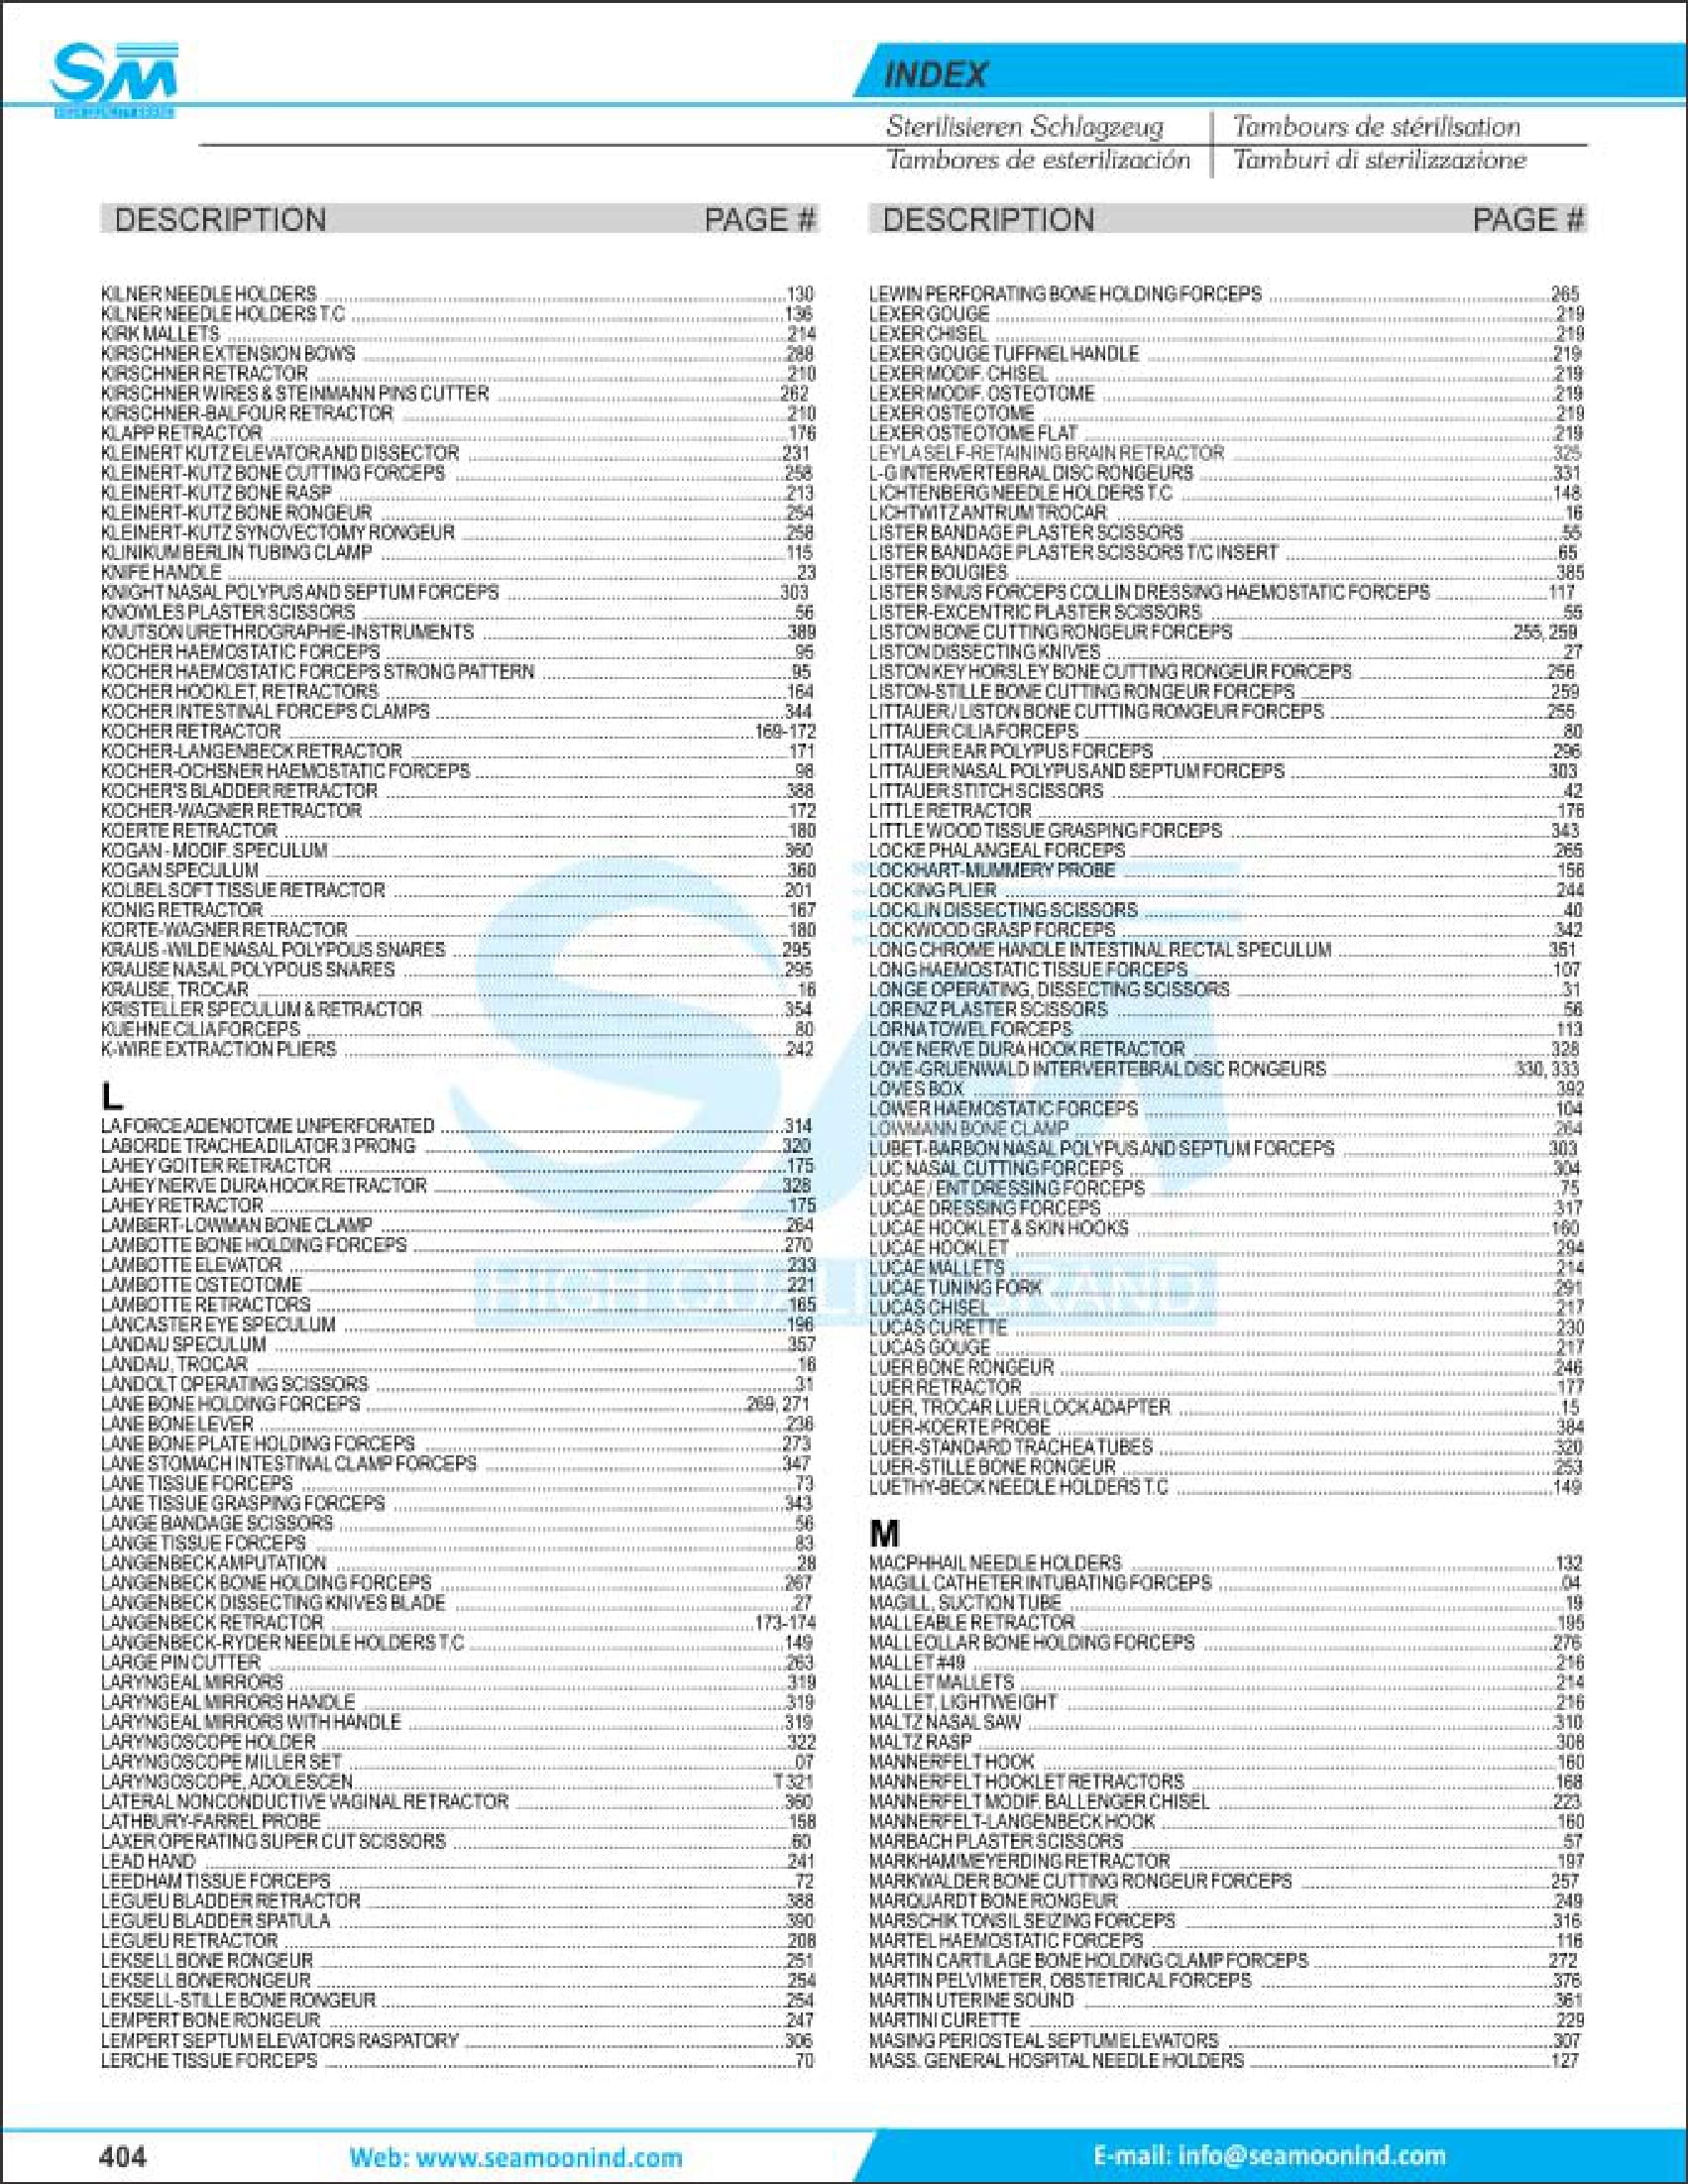 SM
INDEX
Sterilisieren Schlagzeug
Tambours de stérilisation
Tambores de esterilización
Tamburi di sterilizzazione
DESCRIPTION PAGE #
KILNER NEEDLE HOLDERS 130
KILNER NEEDLE HOLDERS T.C 136
KIRK MALLETS 214
KIRSCHNER EXTENSION BOWS 288
KIRSCHNER RETRACTOR 210
KIRSCHNER WIRES & STEINMANN PINS CUTTER 262
KIRSCHNER-BALFOUR RETRACTOR 210
KLAPP RETRACTOR 176
KLEINERT KUTZ ELEVATOR AND DISSECTOR 231
KLEINERT-KUTZ BONE CUTTING FORCEPS 258
KLEINERT-KUTZ BONE RASP 213
KLEINERT-KUTZ BONE RONGEUR 254
KLEINERT-KUTZ SYNOVECTOMY RONGEUR 258
KLINIKUM BERLIN TUBING CLAMP 115
KNIFE HANDLE 23
KNIGHT NASAL POLYPUS AND SEPTUM FORCEPS 303
KNOWLES PLASTER SCISSORS 56
KNUTSON URETHROGRAPHIE-INSTRUMENTS 389
KOCHER HAEMOSTATIC FORCEPS 95
KOCHER HAEMOSTATIC FORCEPS STRONG PATTERN 95
KOCHER HOOKLET, RETRACTORS 164
KOCHER INTESTINAL FORCEPS CLAMPS 344
KOCHER RETRACTOR 169-172
KOCHER-LANGENBECK RETRACTOR 171
KOCHER-OCHSNER HAEMOSTATIC FORCEPS 98
KOCHER'S BLADDER RETRACTOR 388
KOCHER-WAGNER RETRACTOR 172
KOERTE RETRACTOR 180
KOGAN - MODIF. SPECULUM 360
KOGAN SPECULUM 360
KOLBEL SOFT TISSUE RETRACTOR 201
KONIG RETRACTOR 167
KORTE-WAGNER RETRACTOR 180
KRAUS -WILDE NASAL POLYPOUS SNARES 295
KRAUSE NASAL POLYPOUS SNARES 295
KRAUSE, TROCAR 16
KRISTELLER SPECULUM & RETRACTOR 354
KUEHNE CILIA FORCEPS 80
K-WIRE EXTRACTION PLIERS 242
L
LA FORCE ADENOTOME UNPERFORATED 314
LABORDE TRACHEA DILATOR 3 PRONG 320
LAHEY GOITER RETRACTOR 175
LAHEY NERVE DURA HOOK RETRACTOR 328
LAHEY RETRACTOR 175
LAMBERT-LOWMAN BONE CLAMP 264
LAMBOTTE BONE HOLDING FORCEPS 270
LAMBOTTE ELEVATOR 233
LAMBOTTE OSTEOTOME 221
LAMBOTTE RETRACTORS 165
LANCASTER EYE SPECULUM 196
LANDAU SPECULUM 357
LANDAU, TROCAR 16
LANDOLT OPERATING SCISSORS 31
LANE BONE HOLDING FORCEPS 269, 271
LANE BONE LEVER 236
LANE BONE PLATE HOLDING FORCEPS 273
LANE STOMACH INTESTINAL CLAMP FORCEPS 347
LANE TISSUE FORCEPS 73
LANE TISSUE GRASPING FORCEPS 343
LANGE BANDAGE SCISSORS 56
LANGE TISSUE FORCEPS 83
LANGENBECK AMPUTATION 28
LANGENBECK BONE HOLDING FORCEPS 267
LANGENBECK DISSECTING KNIVES BLADE 27
LANGENBECK RETRACTOR 173-174
LANGENBECK-RYDER NEEDLE HOLDERS T.C 149
LARGE PIN CUTTER 263
LARYNGEAL MIRRORS 319
LARYNGEAL MIRRORS HANDLE 319
LARYNGEAL MIRRORS WITH HANDLE 319
LARYNGOSCOPE HOLDER 322
LARYNGOSCOPE MILLER SET 07
LARYNGOSCOPE, ADOLESCEN T 321
LATERAL NONCONDUCTIVE VAGINAL RETRACTOR 360
LATHBURY-FARREL PROBE 158
LAXER OPERATING SUPER CUT SCISSORS 60
LEAD HAND 241
LEEDHAM TISSUE FORCEPS 72
LEGUEU BLADDER RETRACTOR 388
LEGUEU BLADDER SPATULA 390
LEGUEU RETRACTOR 208
LEKSELL BONE RONGEUR 251
LEKSELL BONERONGEUR 254
LEKSELL-STILLE BONE RONGEUR 254
LEMPERT BONE RONGEUR 247
LEMPERT SEPTUM ELEVATORS RASPATORY 306
LERCHE TISSUE FORCEPS 70
DESCRIPTION PAGE #
LEWIN PERFORATING BONE HOLDING FORCEPS 265
LEXER GOUGE 219
LEXER CHISEL 219
LEXER GOUGE TUFFNEL HANDLE 219
LEXER MODIF. CHISEL 219
LEXER MODIF. OSTEOTOME 219
LEXER OSTEOTOME 219
LEXER OSTEOTOME FLAT 219
LEYLA SELF-RETAINING BRAIN RETRACTOR 325
L-G INTERVERTEBRAL DISC RONGEURS 331
LICHTENBERG NEEDLE HOLDERS T.C 148
LICHTWITZ ANTRUM TROCAR 16
LISTER BANDAGE PLASTER SCISSORS 55
LISTER BANDAGE PLASTER SCISSORS T/C INSERT 65
LISTER BOUGIES 385
LISTER SINUS FORCEPS COLLIN DRESSING HAEMOSTATIC FORCEPS 117
LISTER-EXCENTRIC PLASTER SCISSORS 55
LISTON BONE CUTTING RONGEUR FORCEPS 255, 259
LISTON DISSECTING KNIVES 27
LISTON KEY HORSLEY BONE CUTTING RONGEUR FORCEPS 256
LISTON-STILLE BONE CUTTING RONGEUR FORCEPS 259
LITTAUER / LISTON BONE CUTTING RONGEUR FORCEPS 255
LITTAUER CILIA FORCEPS 80
LITTAUER EAR POLYPUS FORCEPS 296
LITTAUER NASAL POLYPUS AND SEPTUM FORCEPS 303
LITTAUER STITCH SCISSORS 42
LITTLE RETRACTOR 176
LITTLE WOOD TISSUE GRASPING FORCEPS 343
LOCKE PHALANGEAL FORCEPS 265
LOCKHART-MUMMERY PROBE 156
LOCKING PLIER 244
LOCKLIN DISSECTING SCISSORS 40
LOCKWOOD GRASP FORCEPS 342
LONG CHROME HANDLE INTESTINAL RECTAL SPECULUM 351
LONG HAEMOSTATIC TISSUE FORCEPS 107
LONGE OPERATING, DISSECTING SCISSORS 31
LORENZ PLASTER SCISSORS 56
LORNA TOWEL FORCEPS 113
LOVE NERVE DURA HOOK RETRACTOR 328
LOVE-GRUENWALD INTERVERTEBRAL DISC RONGEURS 330, 333
LOVES BOX 392
LOWER HAEMOSTATIC FORCEPS 104
LOWMANN BONE CLAMP 264
LUBET-BARBON NASAL POLYPUS AND SEPTUM FORCEPS 303
LUC NASAL CUTTING FORCEPS 304
LUCAE / ENT DRESSING FORCEPS 75
LUCAE DRESSING FORCEPS 317
LUCAE HOOKLET & SKIN HOOKS 160
LUCAE HOOKLET 294
LUCAE MALLETS 214
LUCAE TUNING FORK 291
LUCAS CHISEL 217
LUCAS CURETTE 230
LUCAS GOUGE 217
LUER BONE RONGEUR 246
LUER RETRACTOR 177
LUER, TROCAR LUER LOCK ADAPTER 15
LUER-KOERTE PROBE 384
LUER-STANDARD TRACHEA TUBES 320
LUER-STILLE BONE RONGEUR 253
LUETHY-BECK NEEDLE HOLDERS T.C 149
M
MACPHHAIL NEEDLE HOLDERS 132
MAGILL CATHETER INTUBATING FORCEPS 04
MAGILL, SUCTION TUBE 19
MALLEABLE RETRACTOR 195
MALLEOLLAR BONE HOLDING FORCEPS 276
MALLET #49 216
MALLET MALLETS 214
MALLET, LIGHTWEIGHT 216
MALTZ NASAL SAW 310
MALTZ RASP 308
MANNERFELT HOOK 160
MANNERFELT HOOKLET RETRACTORS 168
MANNERFELT MODIF. BALLENGER CHISEL 223
MANNERFELT-LANGENBECK HOOK 160
MARBACH PLASTER SCISSORS 57
MARKHAM/MEYERDING RETRACTOR 197
MARKWALDER BONE CUTTING RONGEUR FORCEPS 257
MARQUARDT BONE RONGEUR 249
MARSCHIK TONSIL SEIZING FORCEPS 316
MARTEL HAEMOSTATIC FORCEPS 116
MARTIN CARTILAGE BONE HOLDING CLAMP FORCEPS 272
MARTIN PELVIMETER, OBSTETRICAL FORCEPS 376
MARTIN UTERINE SOUND 361
MARTINI CURETTE 229
MASING PERIOSTEAL SEPTUM ELEVATORS 307
MASS. GENERAL HOSPITAL NEEDLE HOLDERS 127
404
Web: www.seamoonind.com
E-mail: info@seamoonind.com